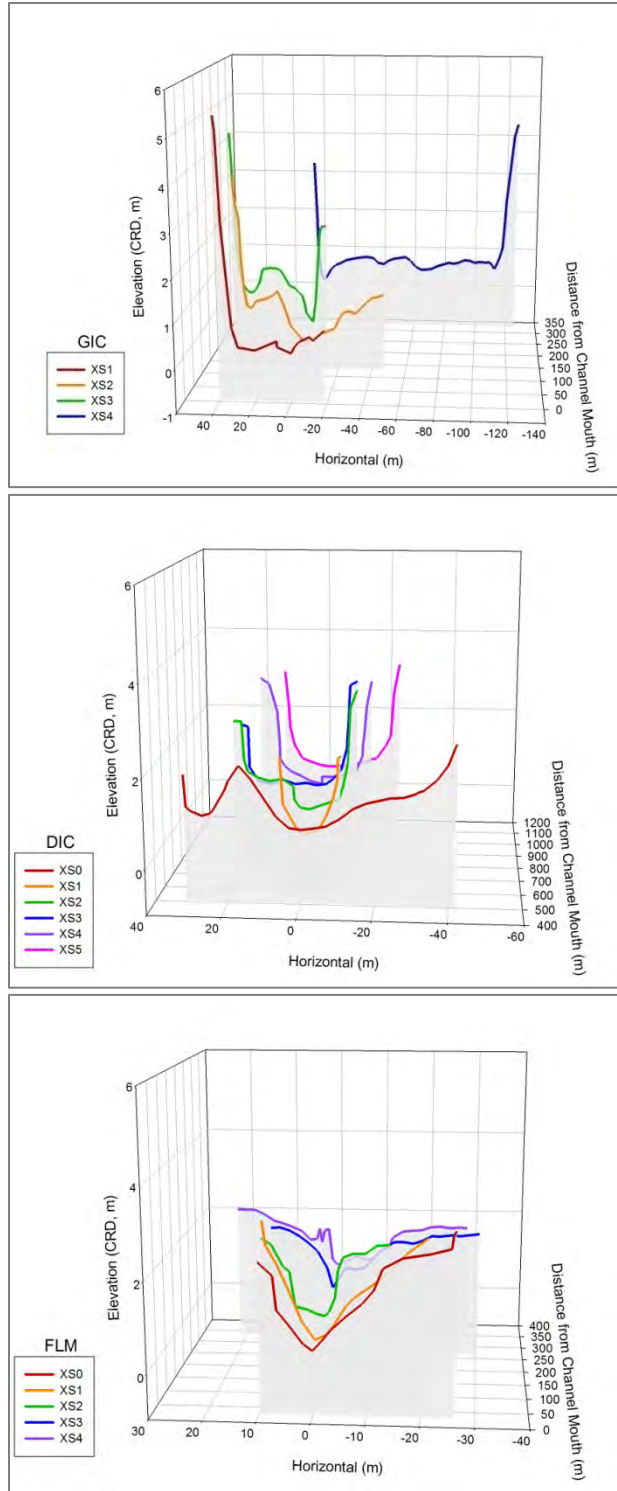 6
5
4
3
2
1
0
-1
Elevation (CRD, m)
GIC
XS1
XS2
XS3
XS4
40
20
0
-20
-40
-60
-80
-100
-120
-140
Horizontal (m)
350
300
250
200
150
100
50
0
Distance from Channel Mouth (m)
6
4
2
0
Elevation (CRD, m)
DIC
XS0
XS1
XS2
XS3
XS4
XS5
40
20
0
-20
-40
-60
Horizontal (m)
1200
1100
1000
900
800
700
600
500
400
Distance from Channel Mouth (m)
6
4
2
0
Elevation (CRD, m)
FLM
XS0
XS1
XS2
XS3
XS4
30
20
10
0
-10
-20
-30
-40
Horizontal (m)
400
350
300
250
200
150
100
50
0
Distance from Channel Mouth (m)